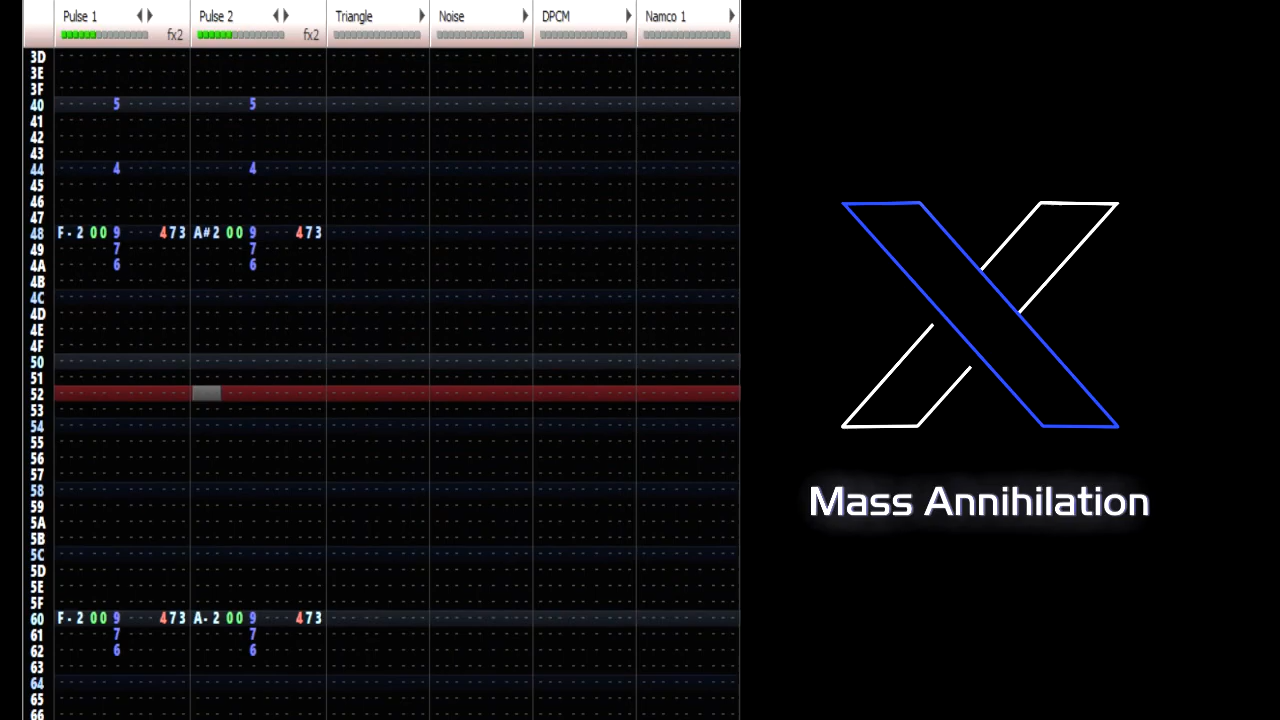 Pulse 1 Pulse 2 Triangle Noise DPCM Namco 1
fx2 fx2
3D
3E
3F
40 5 5
41
42
43
44 4 4
45
46
47
48 F-2 00 9 473 A#2 00 9 473
49 7 7
4A 6 6
4B
4C
4D
4E
4F
50
51
52
53
54
55
56
57
58
59
5A
5B
5C
5D
5E
5F
60 F-2 00 9 473 A-2 00 9 473
61 7 7
62 6 6
63
64
65
66
X
Mass Annihilation